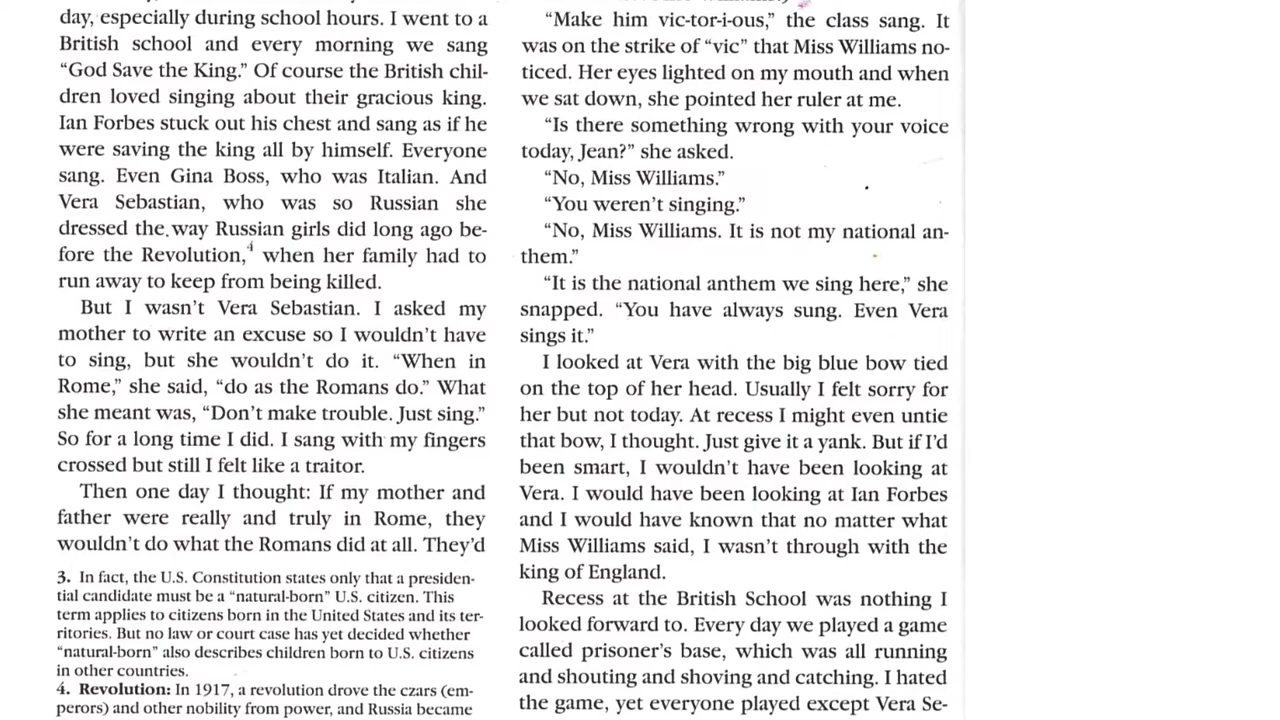 day, especially during school hours. I went to a
British school and every morning we sang
“God Save the King.” Of course the British chil-
dren loved singing about their gracious king.
Ian Forbes stuck out his chest and sang as if he
were saving the king all by himself. Everyone
sang. Even Gina Boss, who was Italian. And
Vera Sebastian, who was so Russian she
dressed the way Russian girls did long ago be-
fore the Revolution,4 when her family had to
run away to keep from being killed.
But I wasn’t Vera Sebastian. I asked my
mother to write an excuse so I wouldn’t have
to sing, but she wouldn’t do it. “When in
Rome,” she said, “do as the Romans do.” What
she meant was, “Don’t make trouble. Just sing.”
So for a long time I did. I sang with my fingers
crossed but still I felt like a traitor.
Then one day I thought: If my mother and
father were really and truly in Rome, they
wouldn’t do what the Romans did at all. They’d
3. In fact, the U.S. Constitution states only that a presiden-
tial candidate must be a “natural-born” U.S. citizen. This
term applies to citizens born in the United States and its ter-
ritories. But no law or court case has yet decided whether
“natural-born” also describes children born to U.S. citizens
in other countries.
4. Revolution: In 1917, a revolution drove the czars (em-
perors) and other nobility from power, and Russia became
“Make him vic-tor-i-ous,” the class sang. It
was on the strike of “vic” that Miss Williams no-
ticed. Her eyes lighted on my mouth and when
we sat down, she pointed her ruler at me.
“Is there something wrong with your voice
today, Jean?” she asked.
“No, Miss Williams.”
“You weren’t singing.”
“No, Miss Williams. It is not my national an-
them.”
“It is the national anthem we sing here,” she
snapped. “You have always sung. Even Vera
sings it.”
I looked at Vera with the big blue bow tied
on the top of her head. Usually I felt sorry for
her but not today. At recess I might even untie
that bow, I thought. Just give it a yank. But if I’d
been smart, I wouldn’t have been looking at
Vera. I would have been looking at Ian Forbes
and I would have known that no matter what
Miss Williams said, I wasn’t through with the
king of England.
Recess at the British School was nothing I
looked forward to. Every day we played a game
called prisoner’s base, which was all running
and shouting and shoving and catching. I hated
the game, yet everyone played except Vera Se-